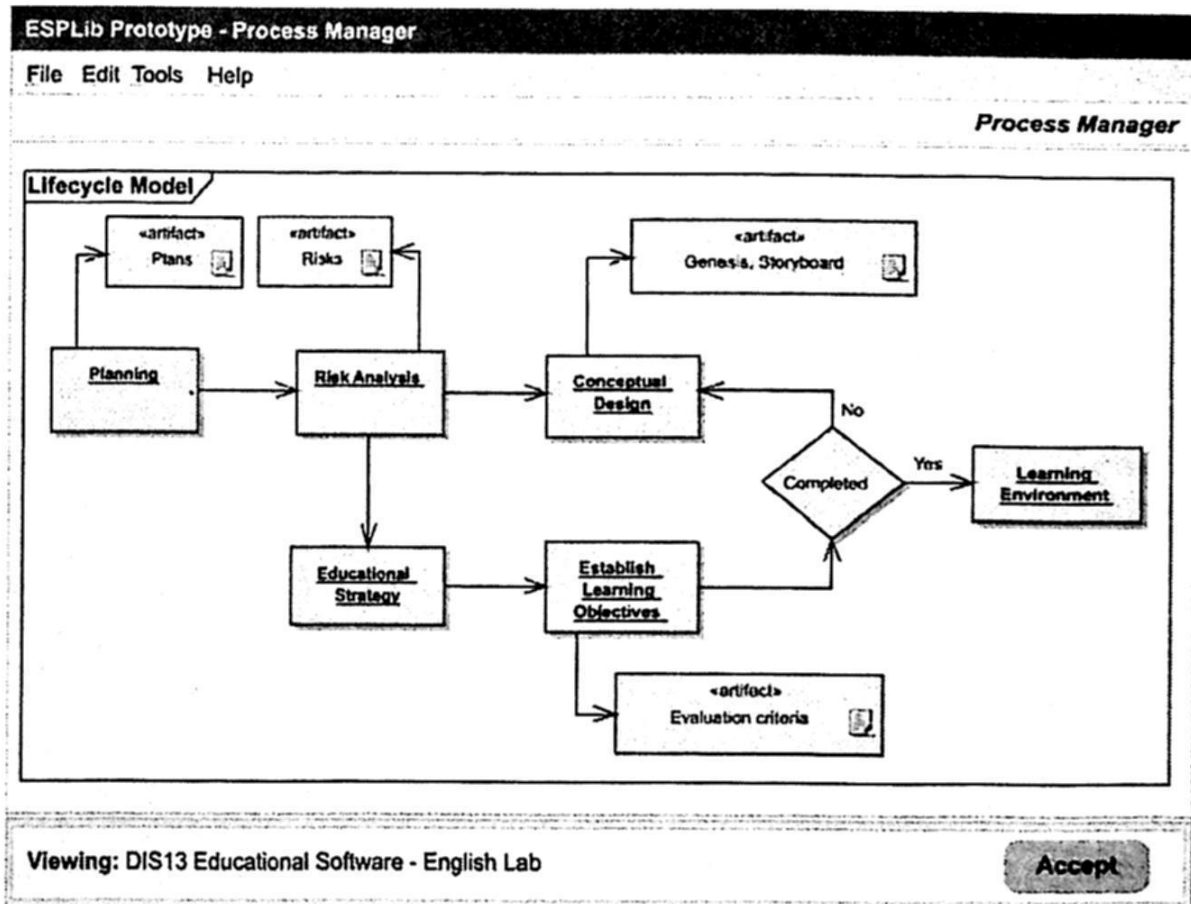 ESPLib Prototype - Process Manager
File Edit Tools Help
Process Manager
Lifecycle Model
«artifact»
Plans
«artifact»
Risks
«artifact»
Genesis, Storyboard
Planning
Risk Analysis
Conceptual
Design
No
Completed
Yes
Learning
Environment
Educational
Strategy
Establish
Learning
Objectives
«artifact»
Evaluation criteria
Viewing: DIS13 Educational Software - English Lab
Accept